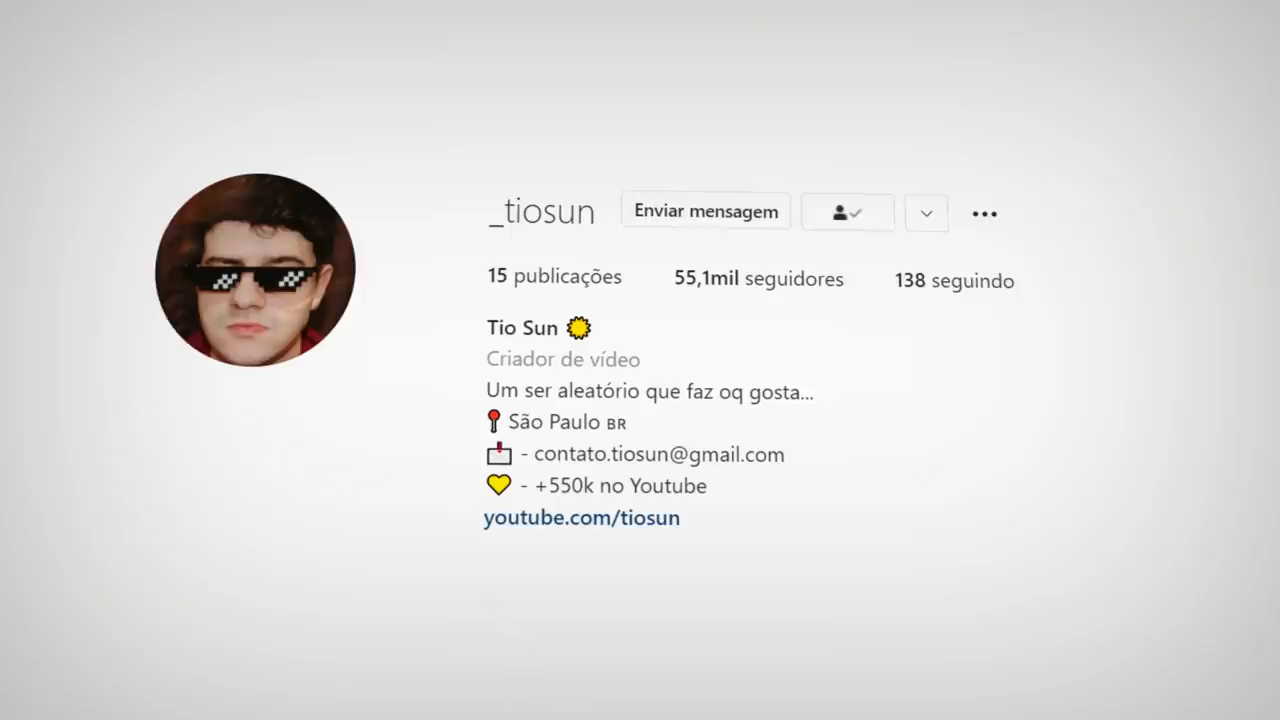 _tiosun Enviar mensagem
15 publicações 55,1mil seguidores 138 seguindo
Tio Sun
Criador de vídeo
Um ser aleatório que faz oq gosta...
São Paulo BR
- contato.tiosun@gmail.com
- +550k no Youtube
youtube.com/tiosun